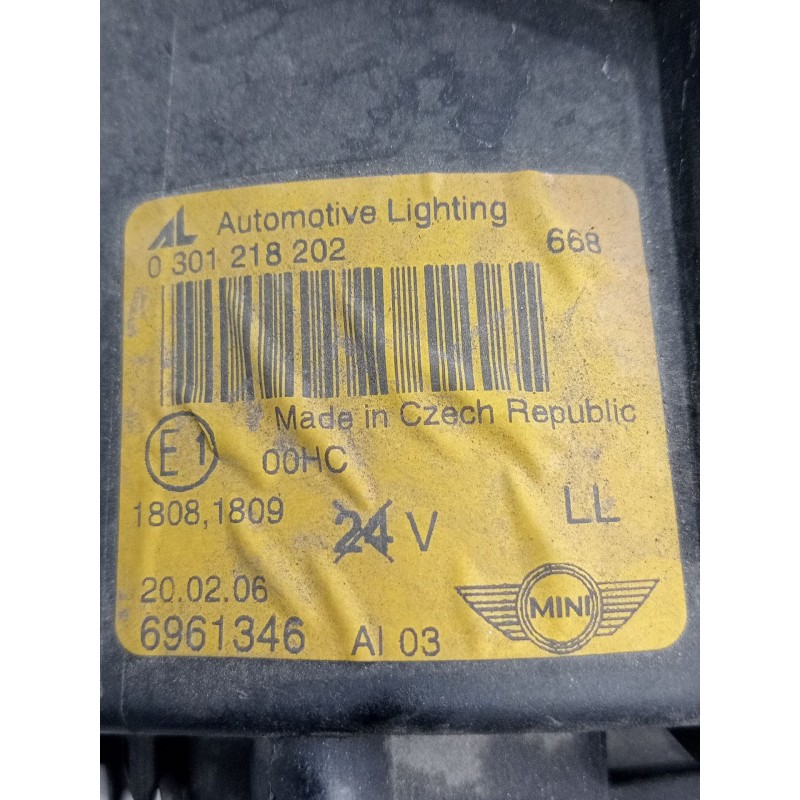 AL Automotive Lighting
0 301 218 202 668
Made in Czech Republic
E1 00HC
1808,1809 24 V LL
20.02.06
6961346 AI 03 MINI